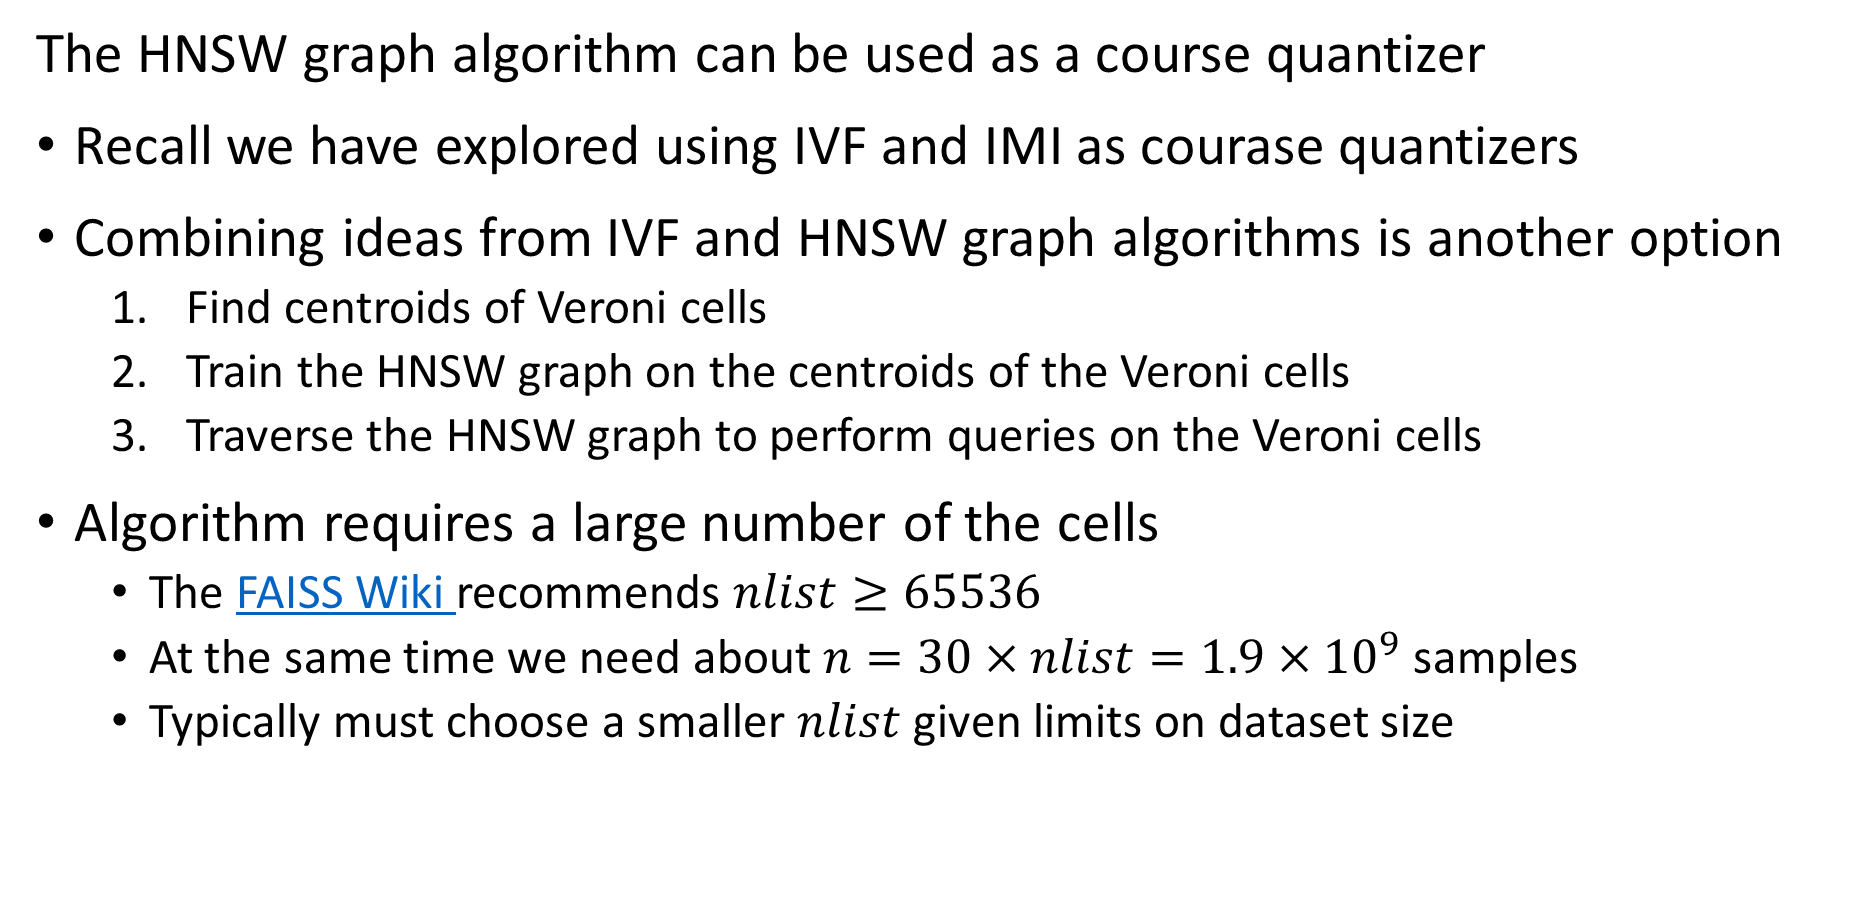 The HNSW graph algorithm can be used as a course quantizer
• Recall we have explored using IVF and IMI as courase quantizers
• Combining ideas from IVF and HNSW graph algorithms is another option
1. Find centroids of Veroni cells
2. Train the HNSW graph on the centroids of the Veroni cells
3. Traverse the HNSW graph to perform queries on the Veroni cells
• Algorithm requires a large number of the cells
• The FAISS Wiki recommends nlist ≥ 65536
• At the same time we need about n = 30 × nlist = 1.9 × 10⁹ samples
• Typically must choose a smaller nlist given limits on dataset size